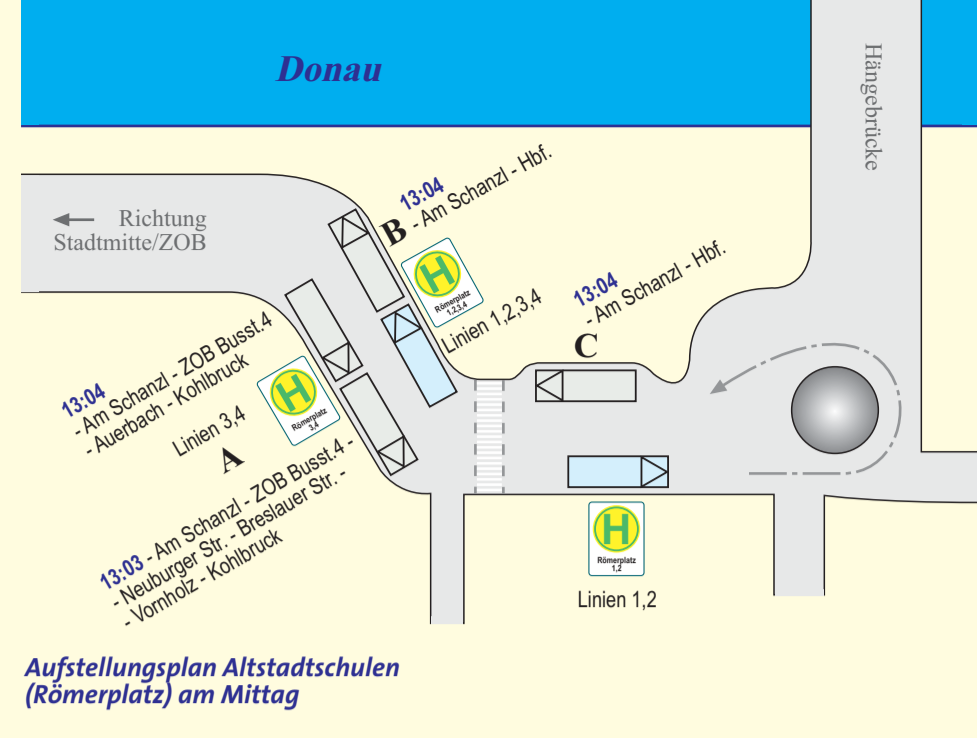 Donau
Hängebrücke
Richtung
Stadtmitte/ZOB
13:04
- Am Schanzl - Hbf.
B
H
Römerplatz
1,2,3,4
Linien 1,2,3,4
13:04
- Am Schanzl - Hbf.
C
13:04
- Am Schanzl - ZOB Busst.4
- Auerbach - Kohlbruck
H
Römerplatz
3,4
Linien 3,4
A
13:03 - Am Schanzl - ZOB Busst.4 -
- Neuburger Str. - Breslauer Str. -
- Vornholz - Kohlbruck
H
Römerplatz
1,2
Linien 1,2
Aufstellungsplan Altstadtschulen
(Römerplatz) am Mittag